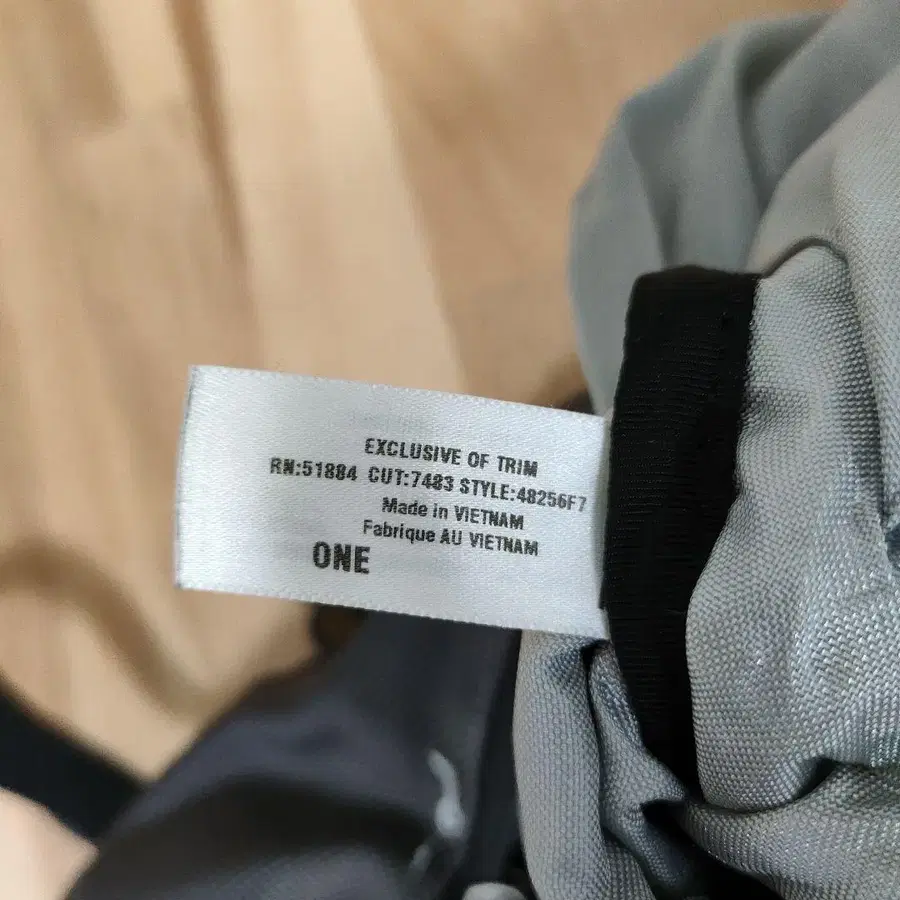 EXCLUSIVE OF TRIM
RN:51884 CUT:7483 STYLE:48256F7
Made in VIETNAM
Fabrique AU VIETNAM
ONE